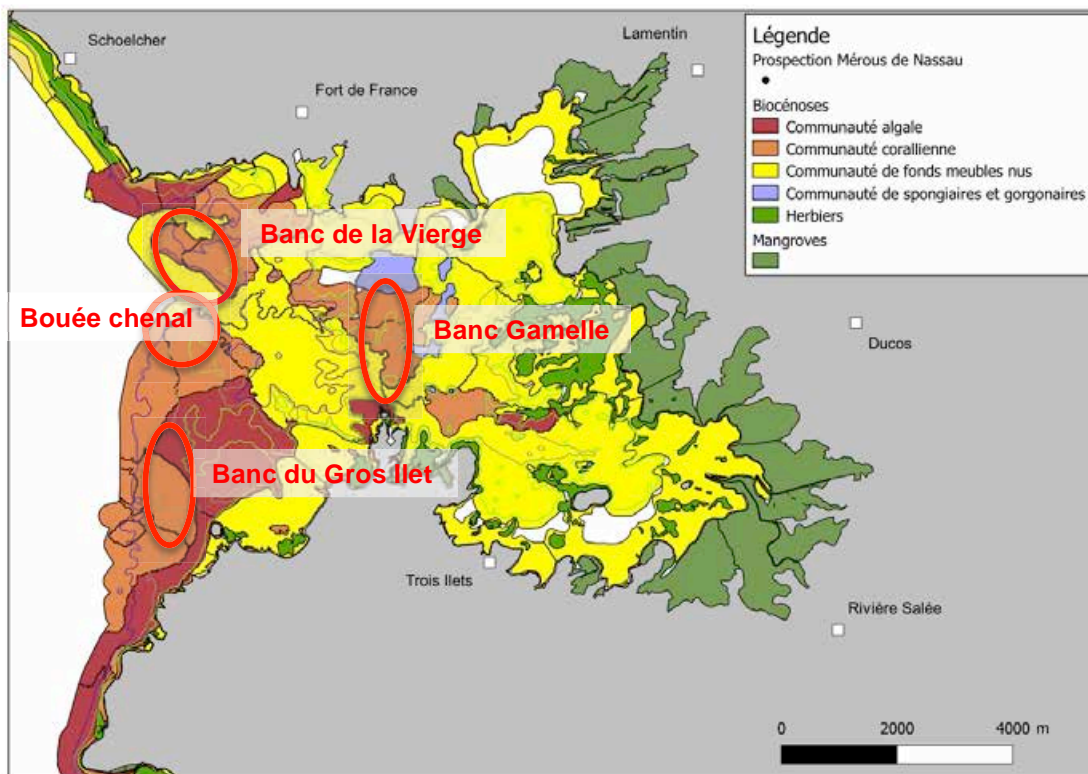 Schoelcher
Fort de France
Lamentin
Légende
Prospection Mérous de Nassau
Biocénoses
Communauté algale
Communauté corallienne
Communauté de fonds meubles nus
Communauté de spongiaires et gorgonaires
Herbiers
Mangroves
Banc de la Vierge
Bouée chenal
Banc Gamelle
Ducos
Banc du Gros Ilet
Trois Ilets
Rivière Salée
0 2000 4000 m